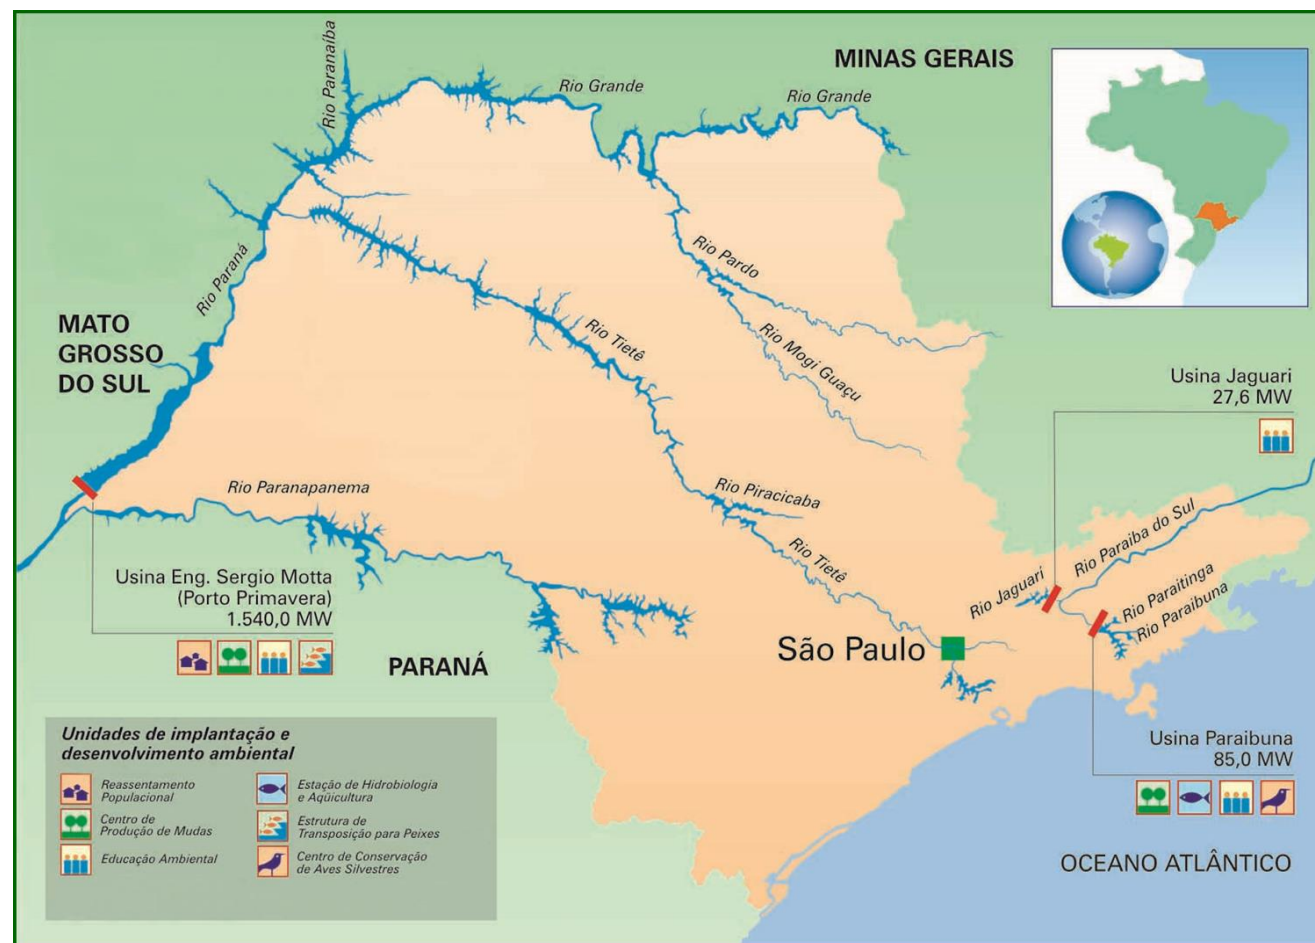 MINAS GERAIS
Rio Paranaíba
Rio Grande
Rio Grande
Rio Paraná
Rio Pardo
MATO
GROSSO
DO SUL
Rio Tietê
Rio Mogi Guaçu
Usina Jaguari
27,6 MW
Rio Paranapanema
Rio Piracicaba
Rio Tietê
Rio Paraiba do Sul
Rio Jaguari
Rio Paraitinga
Rio Paraibuna
Usina Eng. Sergio Motta
(Porto Primavera)
1.540,0 MW
São Paulo
PARANÁ
Usina Paraibuna
85,0 MW
OCEANO ATLÂNTICO
Unidades de implantação e
desenvolvimento ambiental
Reassentamento
Populacional
Centro de
Produção de Mudas
Educação Ambiental
Estação de Hidrobiologia
e Aqüicultura
Estrutura de
Transposição para Peixes
Centro de Conservação
de Aves Silvestres